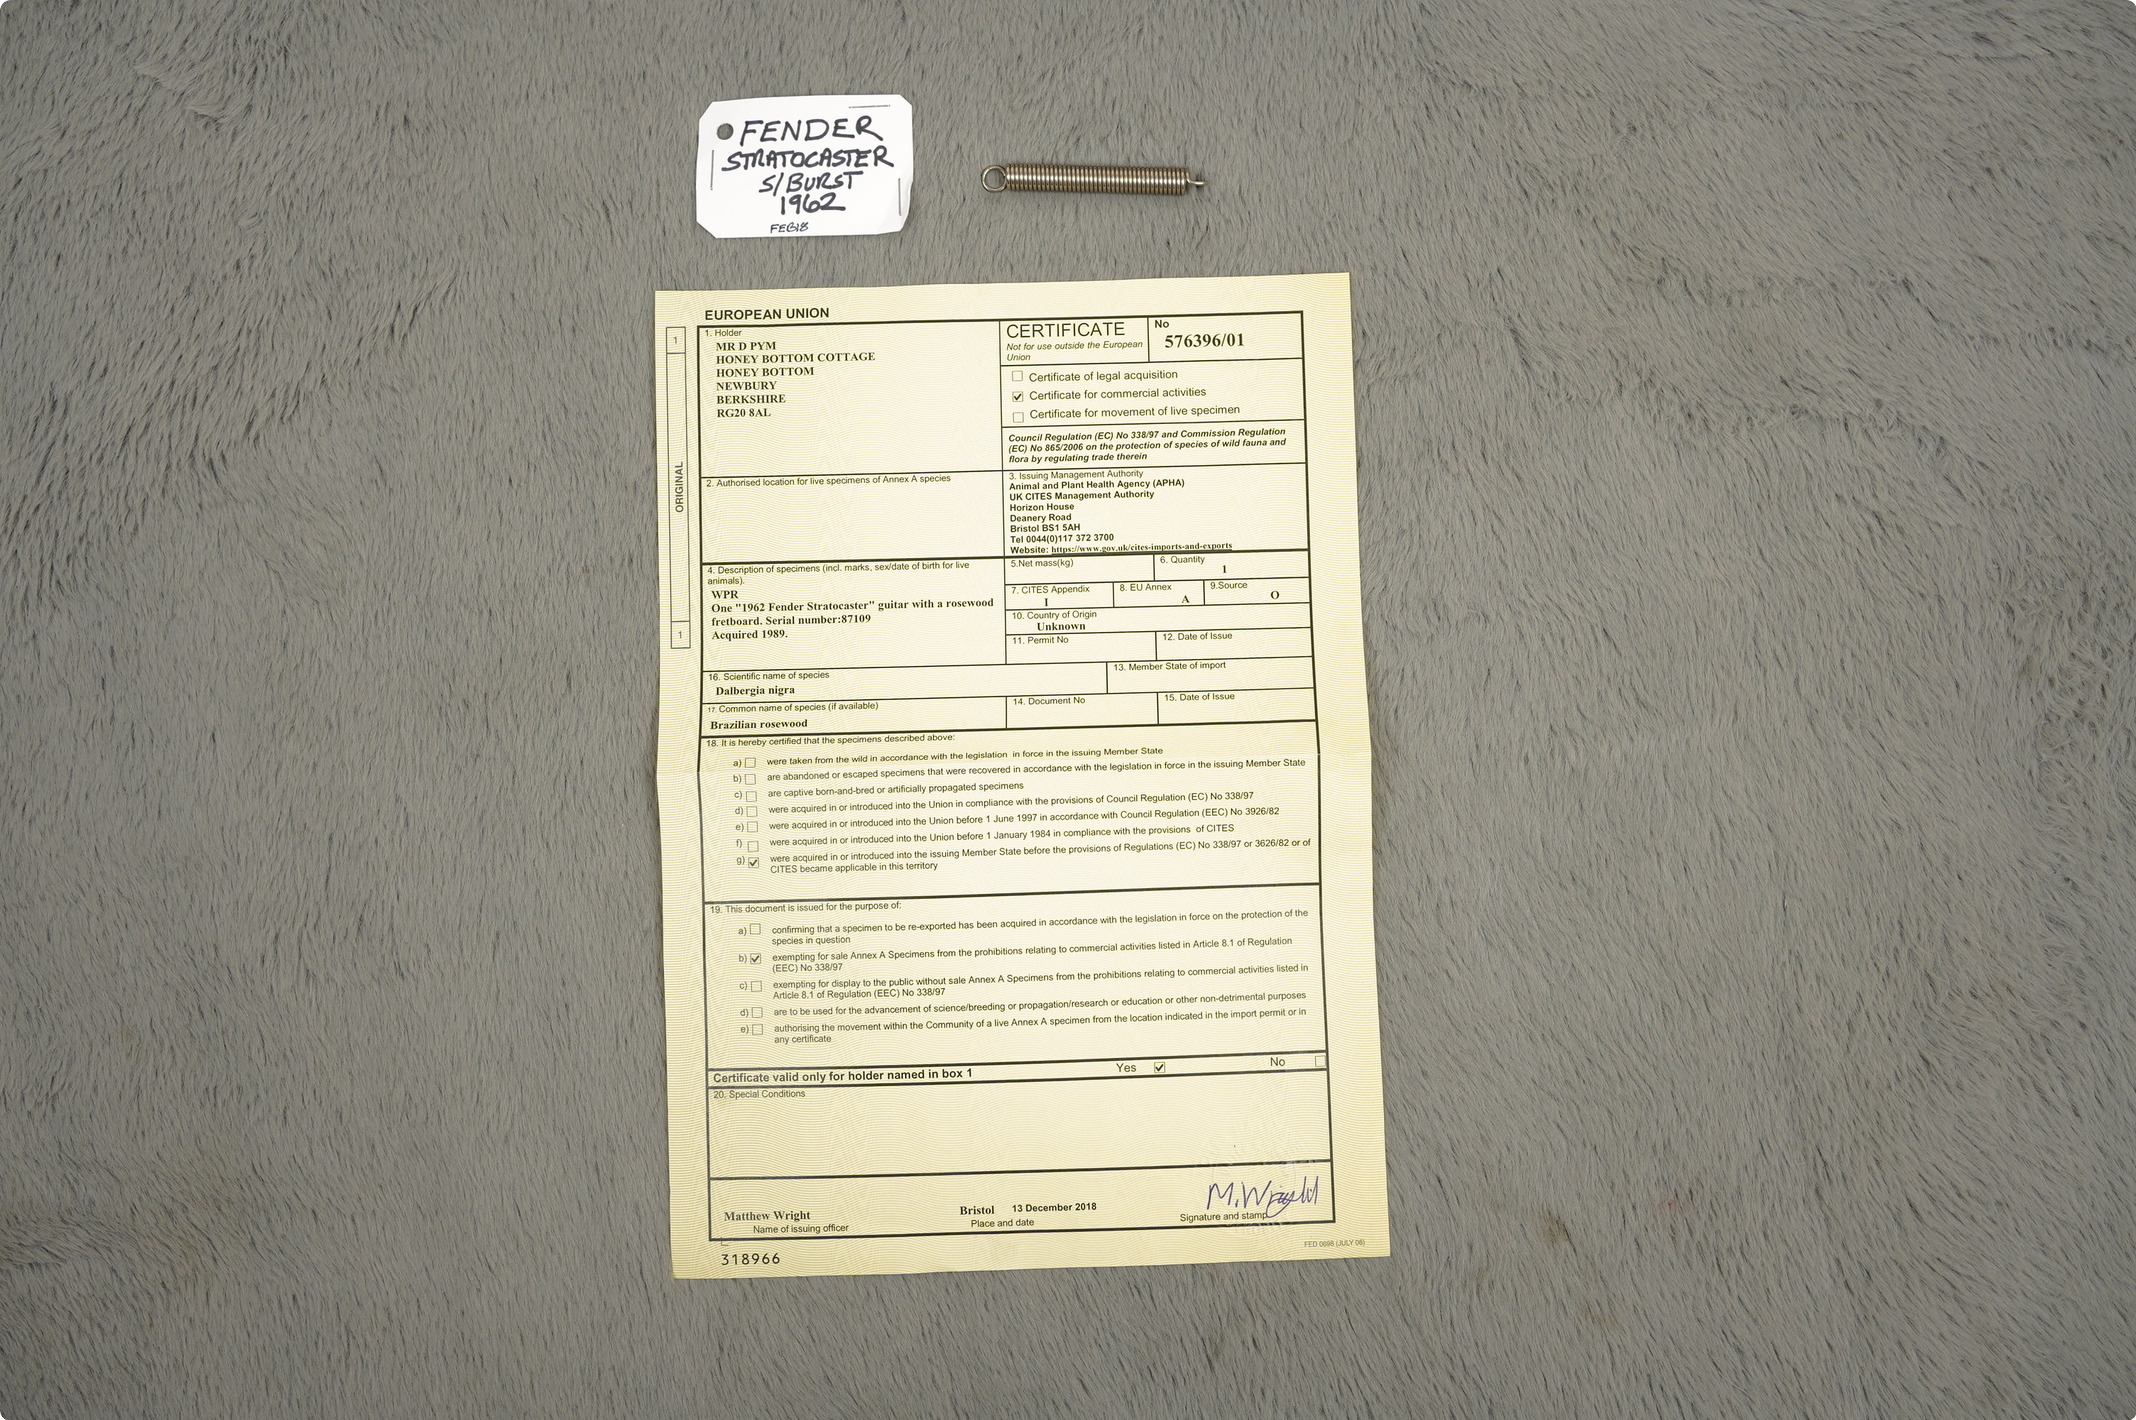 FENDER
STRATOCASTER
S/BURST
1962
FEB18
EUROPEAN UNION
1
ORIGINAL
1
1. Holder
MR D PYM
HONEY BOTTOM COTTAGE
HONEY BOTTOM
NEWBURY
BERKSHIRE
RG20 8AL
CERTIFICATE
Not for use outside the European
Union
No
576396/01
Certificate of legal acquisition
Certificate for commercial activities
Certificate for movement of live specimen
Council Regulation (EC) No 338/97 and Commission Regulation
(EC) No 865/2006 on the protection of species of wild fauna and
flora by regulating trade therein
2. Authorised location for live specimens of Annex A species
3. Issuing Management Authority
Animal and Plant Health Agency (APHA)
UK CITES Management Authority
Horizon House
Deanery Road
Bristol BS1 5AH
Tel 0044(0)117 372 3700
Website: https://www.gov.uk/cites-imports-and-exports
4. Description of specimens (incl. marks, sex/date of birth for live
animals).
WPR
One "1962 Fender Stratocaster" guitar with a rosewood
fretboard. Serial number:87109
Acquired 1989.
5.Net mass(kg)
6. Quantity
1
7. CITES Appendix
I
8. EU Annex
A
9.Source
O
10. Country of Origin
Unknown
11. Permit No
12. Date of Issue
16. Scientific name of species
Dalbergia nigra
13. Member State of import
17. Common name of species (if available)
Brazilian rosewood
14. Document No
15. Date of Issue
18. It is hereby certified that the specimens described above:
a) were taken from the wild in accordance with the legislation in force in the issuing Member State
b) are abandoned or escaped specimens that were recovered in accordance with the legislation in force in the issuing Member State
c) are captive born-and-bred or artificially propagated specimens
d) were acquired in or introduced into the Union in compliance with the provisions of Council Regulation (EC) No 338/97
e) were acquired in or introduced into the Union before 1 June 1997 in accordance with Council Regulation (EEC) No 3926/82
f) were acquired in or introduced into the Union before 1 January 1984 in compliance with the provisions of CITES
g) were acquired in or introduced into the issuing Member State before the provisions of Regulations (EC) No 338/97 or 3626/82 or of
CITES became applicable in this territory
19. This document is issued for the purpose of:
a) confirming that a specimen to be re-exported has been acquired in accordance with the legislation in force on the protection of the
species in question
b) exempting for sale Annex A Specimens from the prohibitions relating to commercial activities listed in Article 8.1 of Regulation
(EEC) No 338/97
c) exempting for display to the public without sale Annex A Specimens from the prohibitions relating to commercial activities listed in
Article 8.1 of Regulation (EEC) No 338/97
d) are to be used for the advancement of science/breeding or propagation/research or education or other non-detrimental purposes
e) authorising the movement within the Community of a live Annex A specimen from the location indicated in the import permit or in
any certificate
Certificate valid only for holder named in box 1 Yes No
20. Special Conditions
Matthew Wright
Name of issuing officer
Bristol 13 December 2018
Place and date
M.Wright
Signature and stamp
318966
FED 0698 (JULY 06)